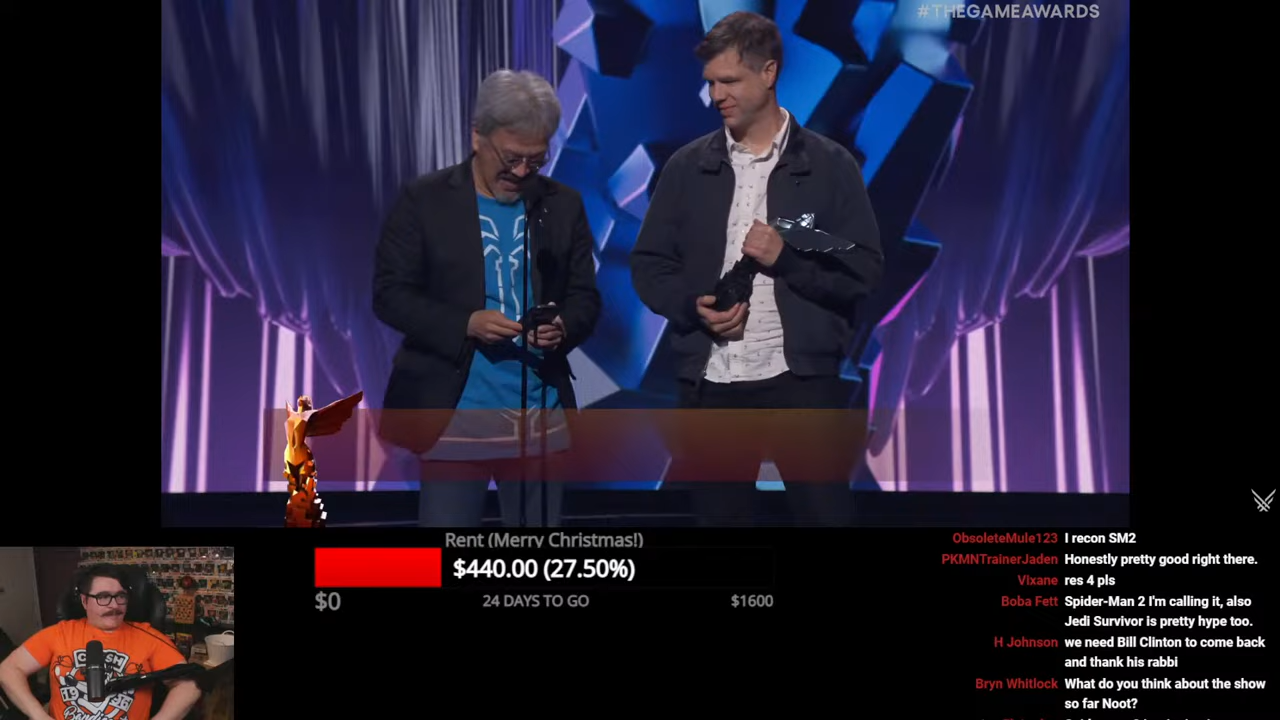 #THEGAMEAWARDS
Rent (Merry Christmas!)
$440.00 (27.50%)
$0
24 DAYS TO GO
$1600
ObsoleteMule123 I recon SM2
PKMNTrainerJaden Honestly pretty good right there.
Vlxane res 4 pls
Boba Fett Spider-Man 2 I'm calling it, also
Jedi Survivor is pretty hype too.
H Johnson we need Bill Clinton to come back
and thank his rabbi
Bryn Whitlock What do you think about the show
so far Noot?
CRASH